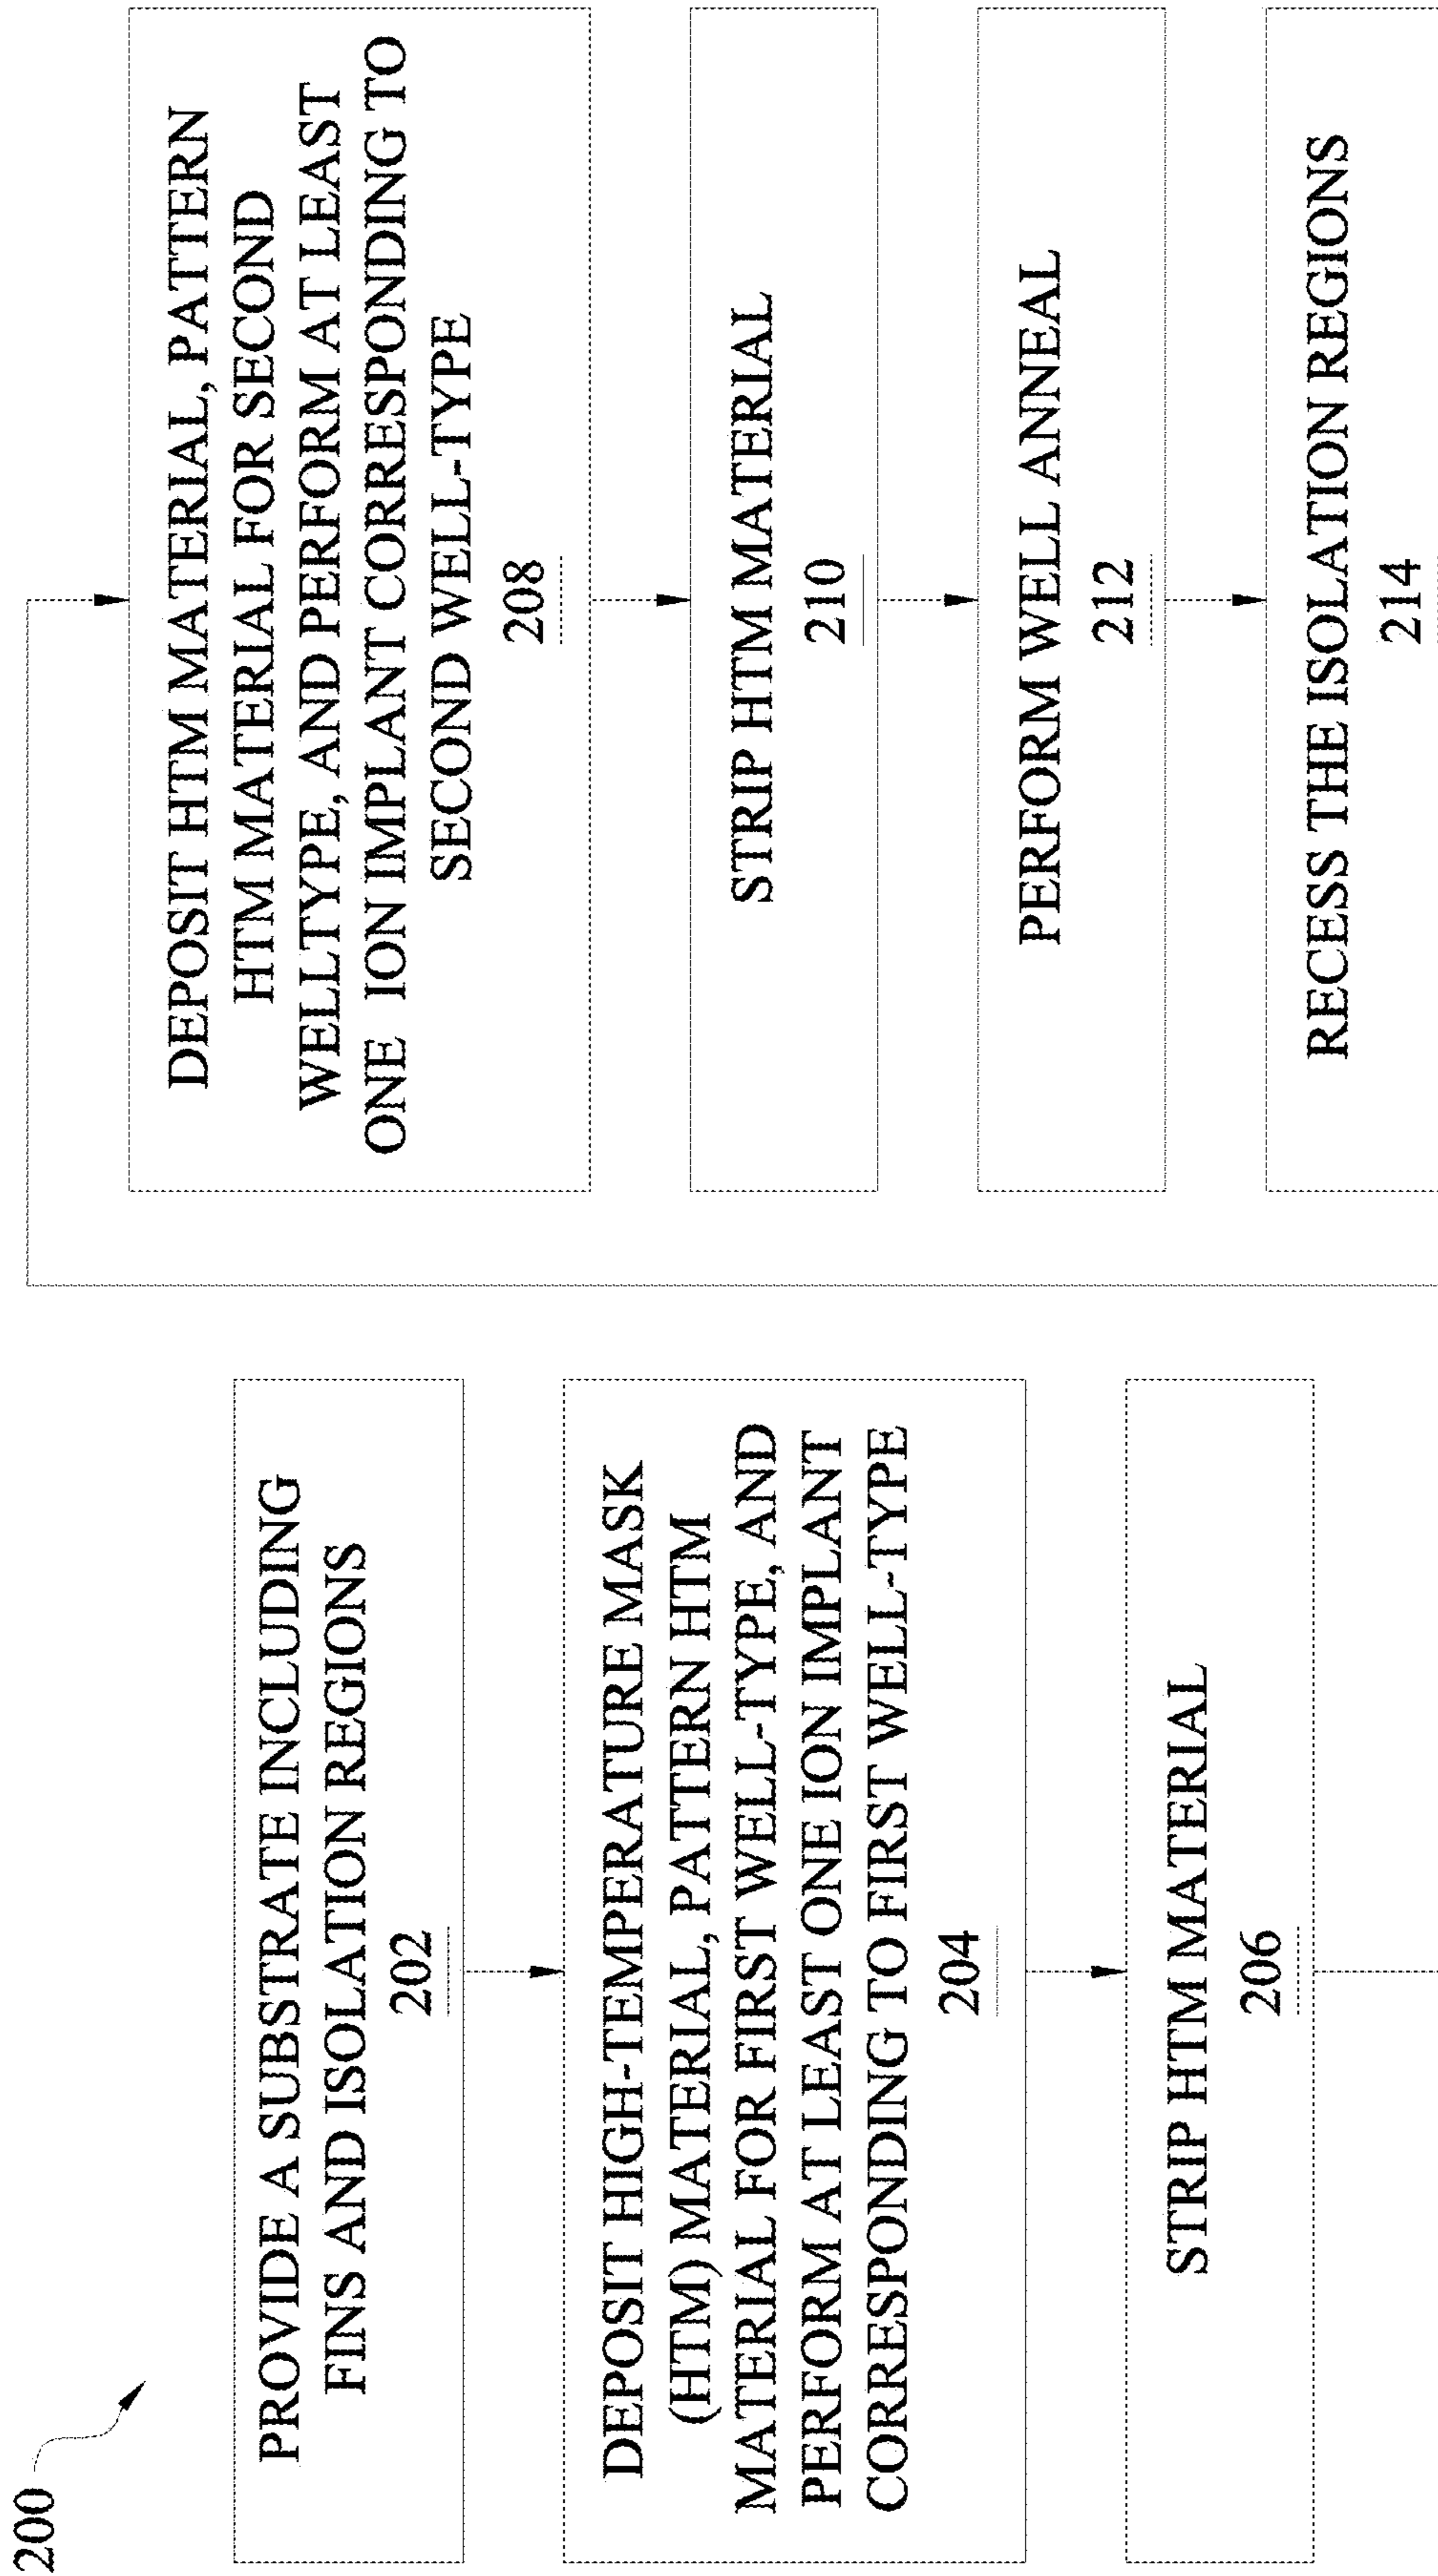 200
PROVIDE A SUBSTRATE INCLUDING
FINS AND ISOLATION REGIONS
202
DEPOSIT HIGH-TEMPERATURE MASK
(HTM) MATERIAL, PATTERN HTM
MATERIAL FOR FIRST WELL-TYPE, AND
PERFORM AT LEAST ONE ION IMPLANT
CORRESPONDING TO FIRST WELL-TYPE
204
STRIP HTM MATERIAL
206
DEPOSIT HTM MATERIAL, PATTERN
HTM MATERIAL FOR SECOND
WELLTYPE, AND PERFORM AT LEAST
ONE ION IMPLANT CORRESPONDING TO
SECOND WELL-TYPE
208
STRIP HTM MATERIAL
210
PERFORM WELL ANNEAL
212
RECESS THE ISOLATION REGIONS
214